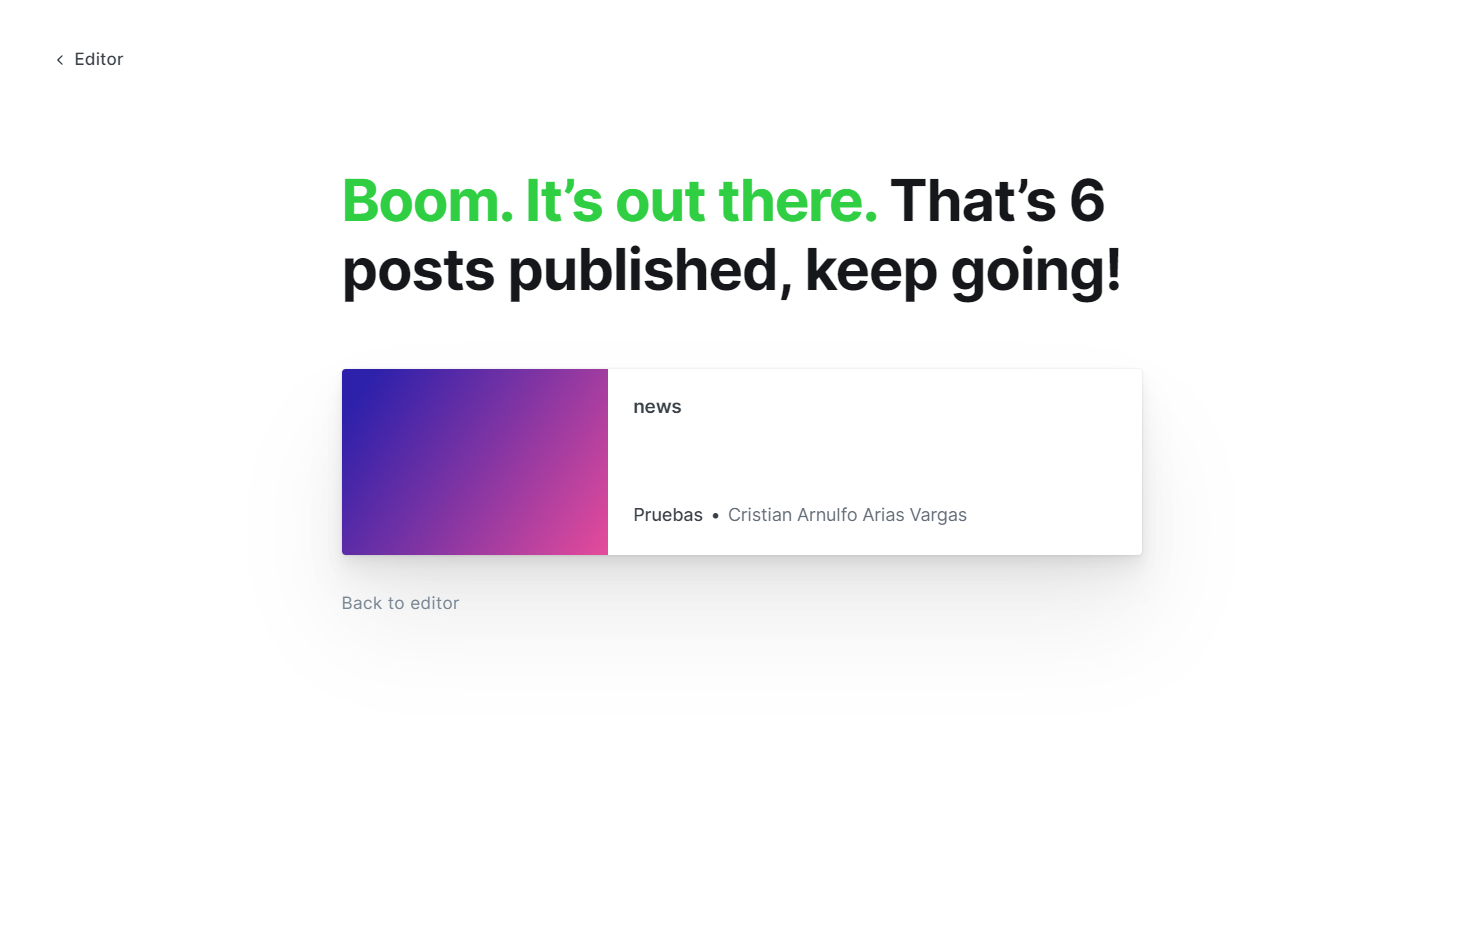 Editor
Boom. It’s out there. That’s 6
posts published, keep going!
news
Pruebas • Cristian Arnulfo Arias Vargas
Back to editor